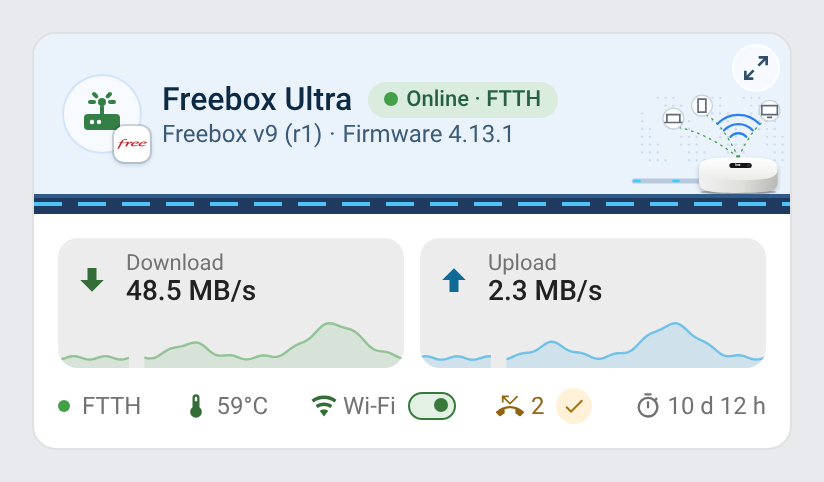 Freebox Ultra
Online · FTTH
Freebox v9 (r1) · Firmware 4.13.1
free
Download
48.5 MB/s
Upload
2.3 MB/s
FTTH
59°C
Wi-Fi
2
10 d 12 h